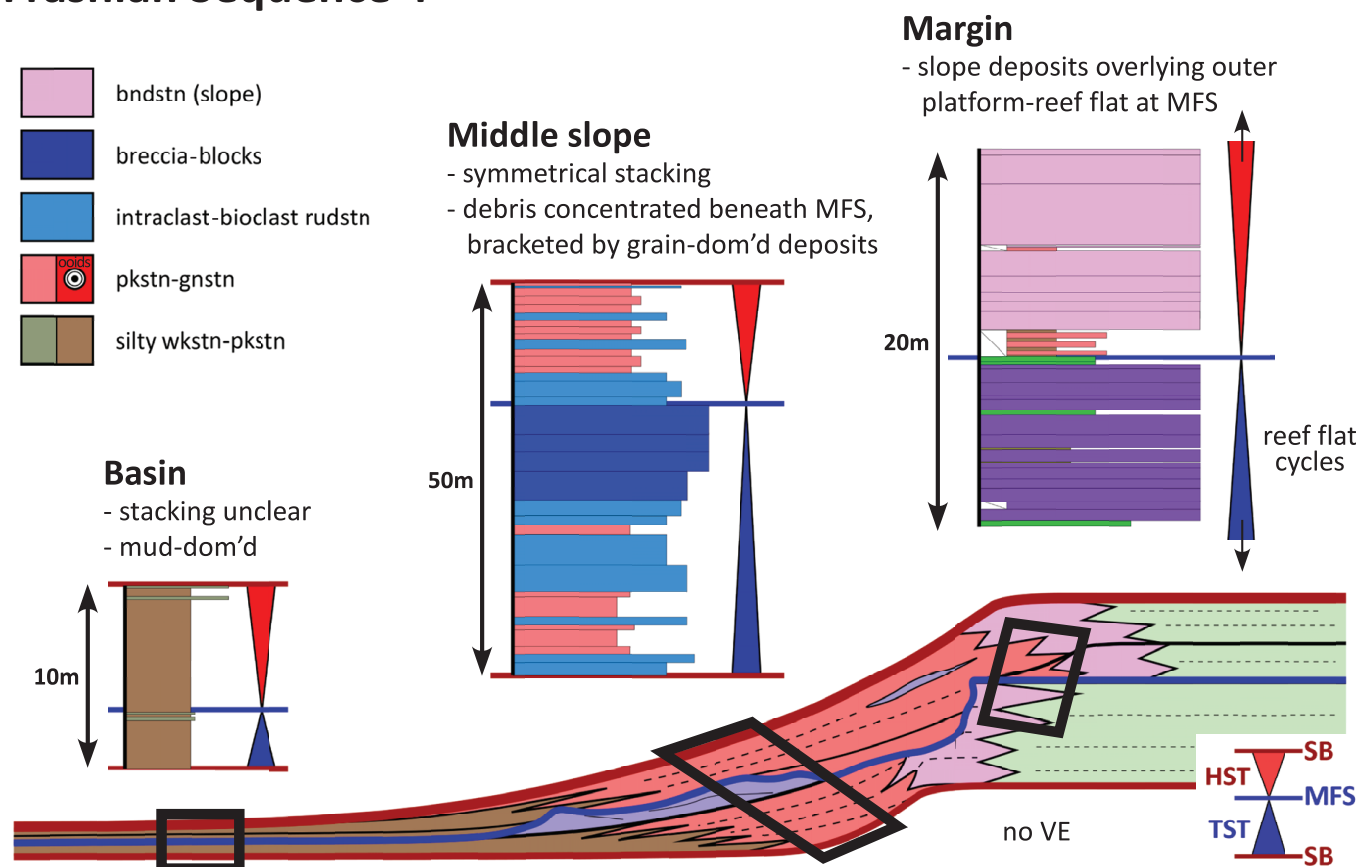 Margin
- slope deposits overlying outer
platform-reef flat at MFS
bndstn (slope)
breccia-blocks
intraclast-bioclast rudstn
ooids
pkstn-gnstn
silty wkstn-pkstn
Middle slope
- symmetrical stacking
- debris concentrated beneath MFS,
bracketed by grain-dom'd deposits
20m
reef flat
cycles
50m
Basin
- stacking unclear
- mud-dom'd
10m
no VE
SB
HST
MFS
TST
SB